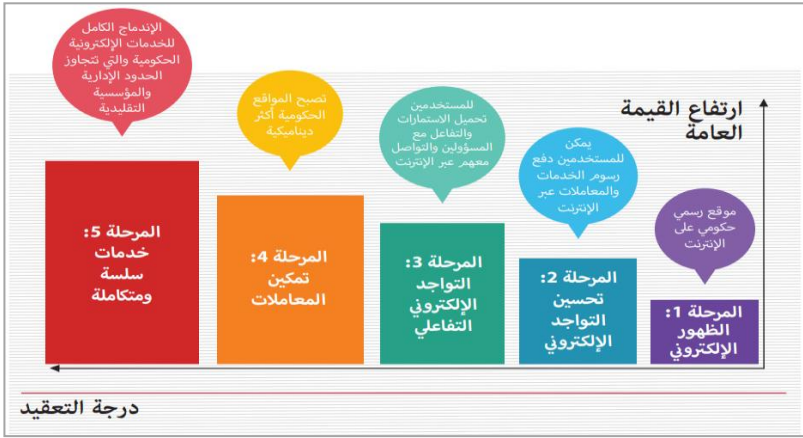 ارتفاع القيمة
العامة
موقع رسمي
حكومي على
الإنترنت
المرحلة 1:
الظهور
الإلكتروني
يمكن
للمستخدمين دفع
رسوم الخدمات
والمعاملات عبر
الإنترنت
المرحلة 2:
تحسين
التواجد
الإلكتروني
للمستخدمين
تحميل الاستمارات
والتفاعل مع
المسؤولين والتواصل
معهم عبر الإنترنت
المرحلة 3:
التواجد
الإلكتروني
التفاعلي
تصبح المواقع
الحكومية أكثر
ديناميكية
المرحلة 4:
تمكين
المعاملات
الإندماج الكامل
للخدمات الإلكترونية
الحكومية والتي تتجاوز
الحدود الإدارية
والمؤسسية
التقليدية
المرحلة 5:
خدمات
سلسة
ومتكاملة
درجة التعقيد